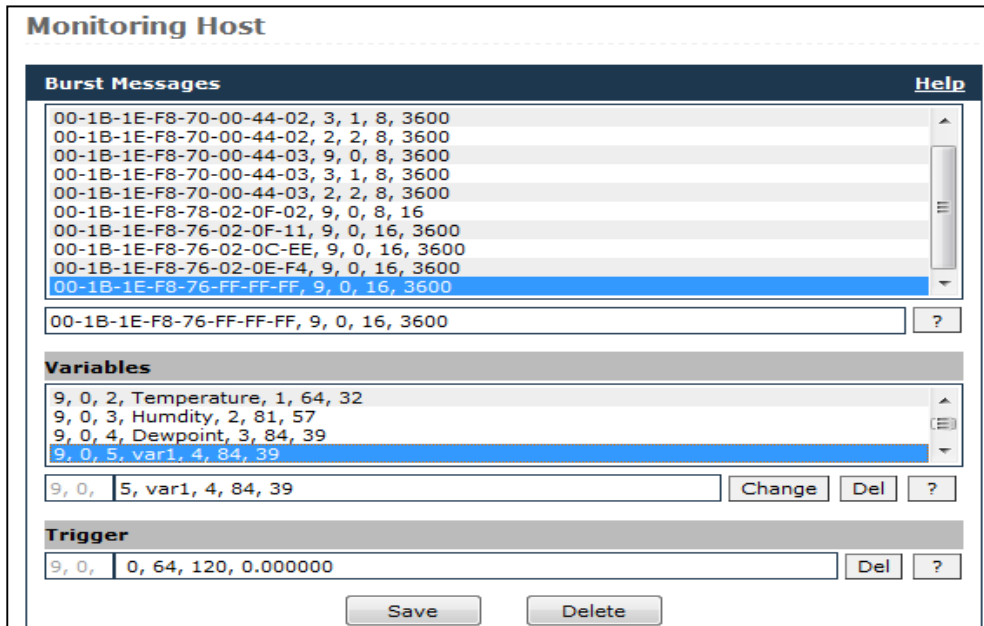 Monitoring Host
Burst Messages Help
00-1B-1E-F8-70-00-44-02, 3, 1, 8, 3600
00-1B-1E-F8-70-00-44-02, 2, 2, 8, 3600
00-1B-1E-F8-70-00-44-03, 9, 0, 8, 3600
00-1B-1E-F8-70-00-44-03, 3, 1, 8, 3600
00-1B-1E-F8-70-00-44-03, 2, 2, 8, 3600
00-1B-1E-F8-78-02-0F-02, 9, 0, 8, 16
00-1B-1E-F8-76-02-0F-11, 9, 0, 16, 3600
00-1B-1E-F8-76-02-0C-EE, 9, 0, 16, 3600
00-1B-1E-F8-76-02-0E-F4, 9, 0, 16, 3600
00-1B-1E-F8-76-FF-FF-FF, 9, 0, 16, 3600
00-1B-1E-F8-76-FF-FF-FF, 9, 0, 16, 3600 ?
Variables
9, 0, 2, Temperature, 1, 64, 32
9, 0, 3, Humdity, 2, 81, 57
9, 0, 4, Dewpoint, 3, 84, 39
9, 0, 5, var1, 4, 84, 39
9, 0, 5, var1, 4, 84, 39 Change Del ?
Trigger
9, 0, 0, 64, 120, 0.000000 Del ?
Save Delete